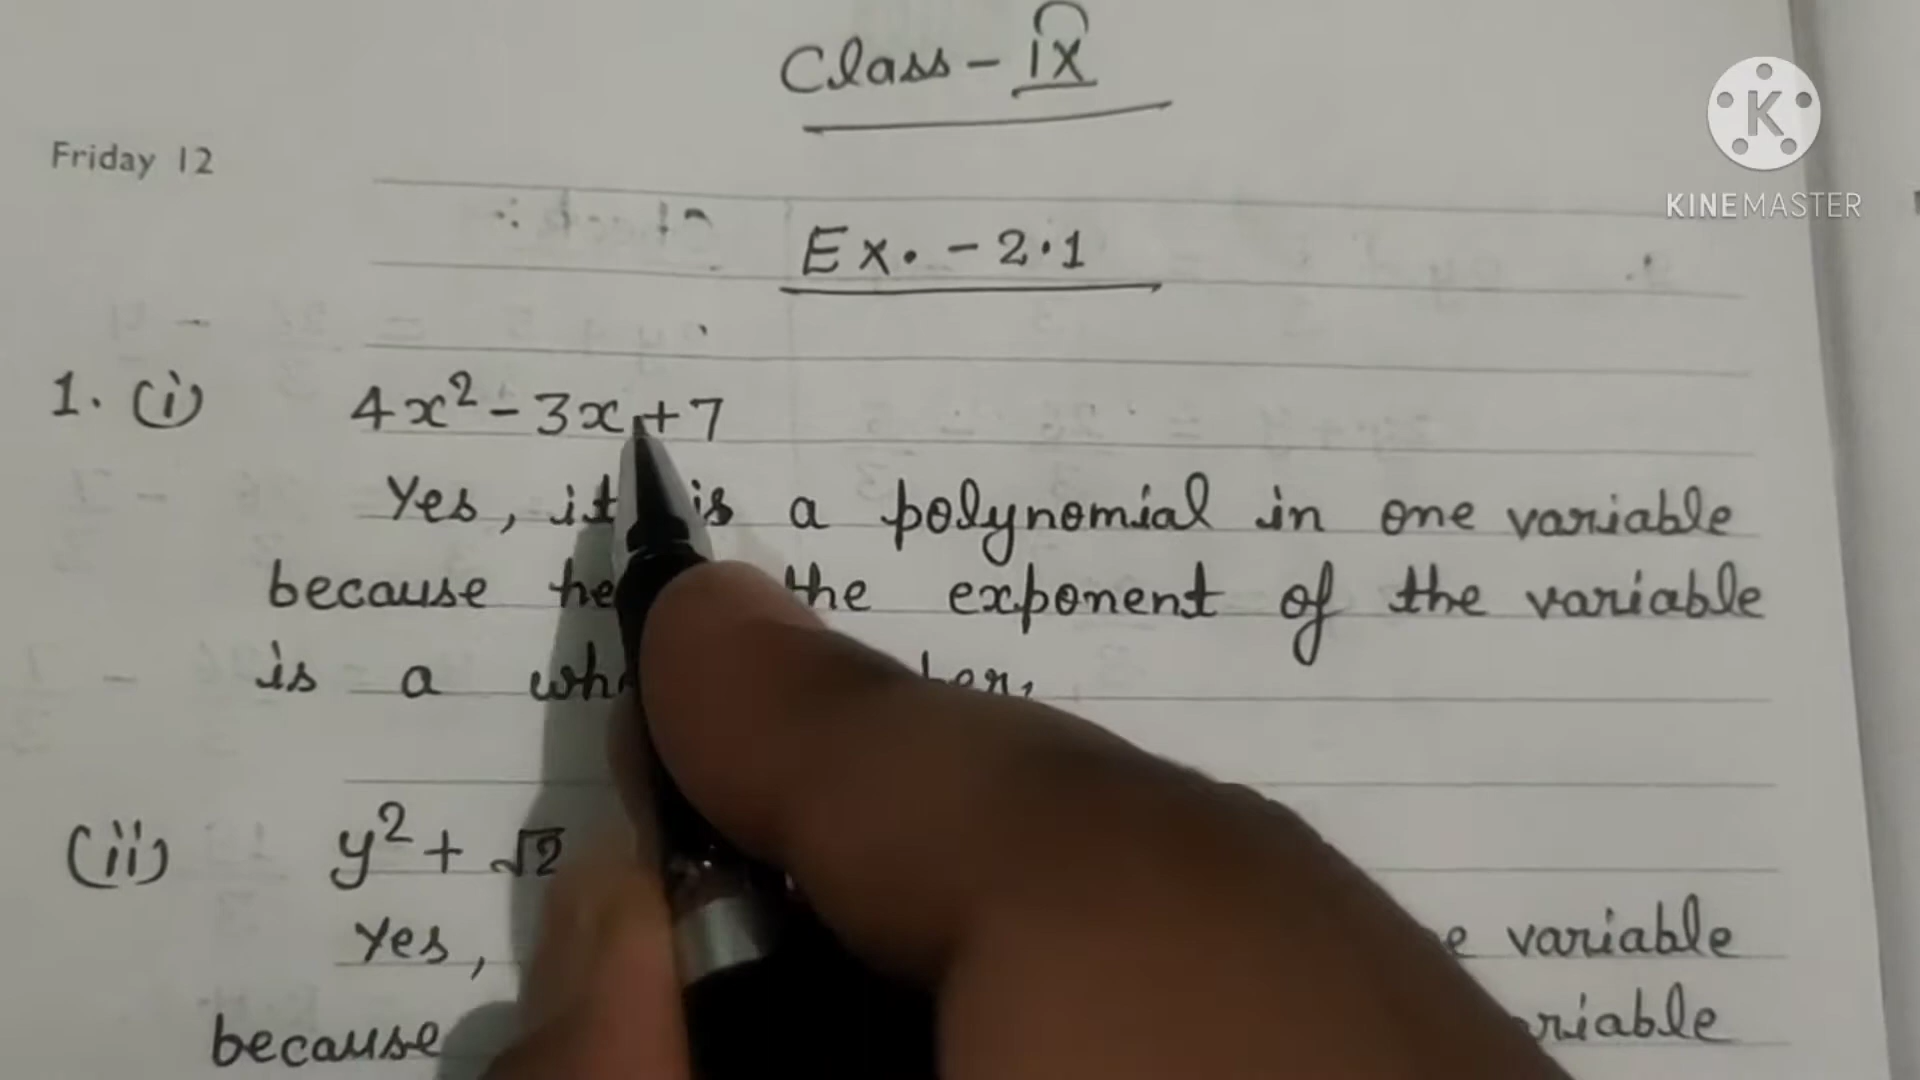 Class - IX
KINEMASTER
Friday 12
Ex. - 2.1
1. (i) 4x² - 3x + 7
Yes, it is a polynomial in one variable
because the exponent of the variable
is a
(ii) y² + √2
Yes, variable
because variable